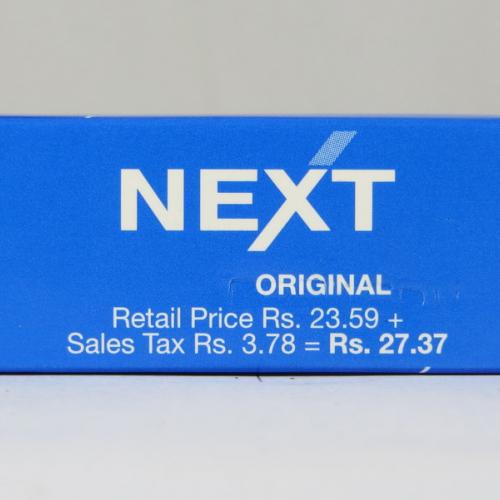 NEXT
ORIGINAL
Retail Price Rs. 23.59 +
Sales Tax Rs. 3.78 = Rs. 27.37